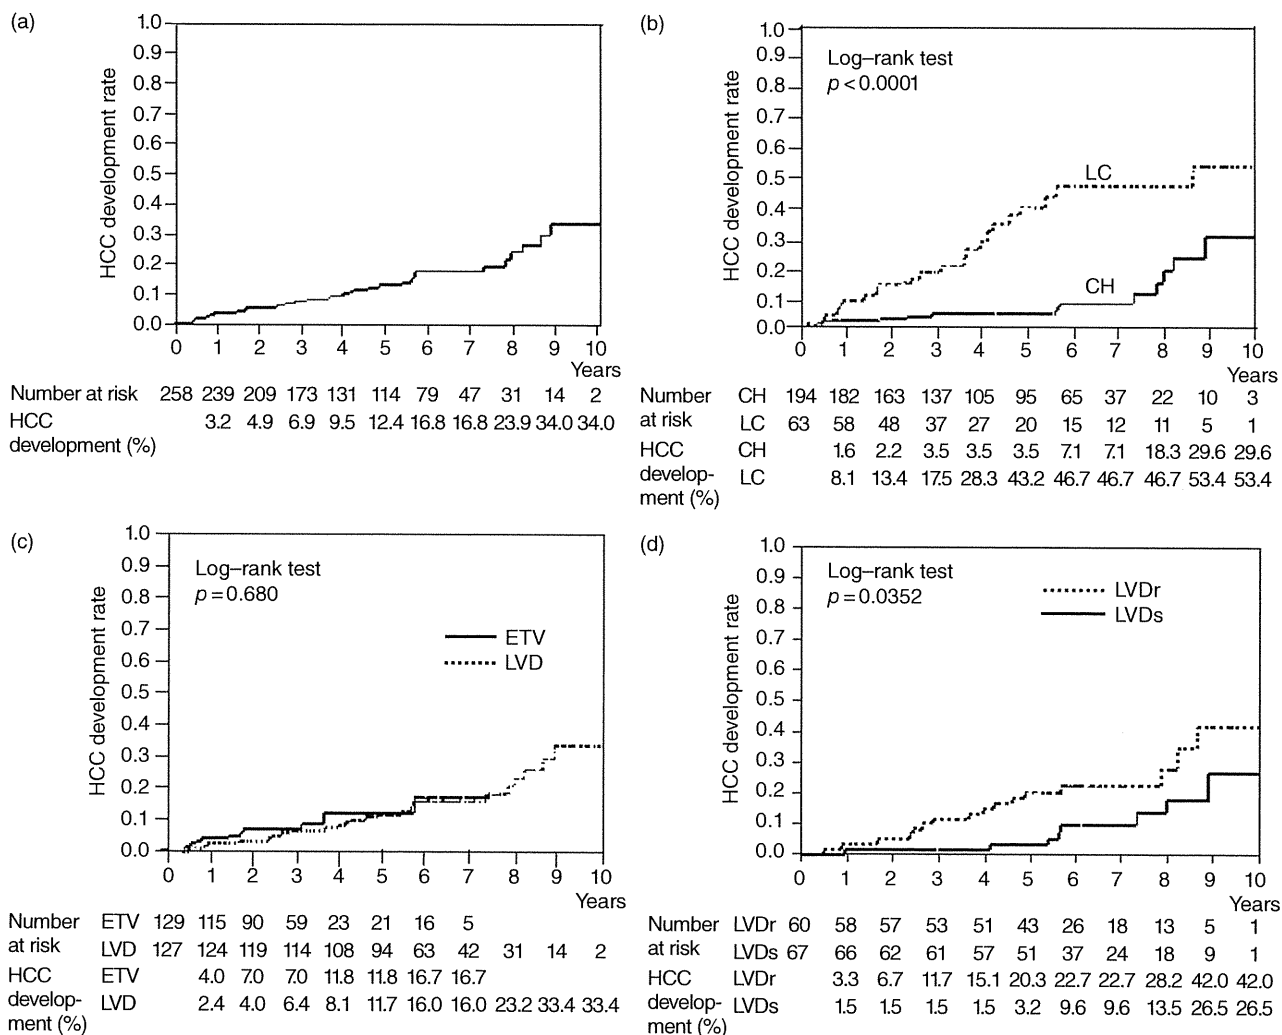 (a)
HCC development rate
1.0
0.9
0.8
0.7
0.6
0.5
0.4
0.3
0.2
0.1
0.0
0 1 2 3 4 5 6 7 8 9 10
Years
Number at risk 258 239 209 173 131 114 79 47 31 14 2
HCC 3.2 4.9 6.9 9.5 12.4 16.8 16.8 23.9 34.0 34.0
development (%)
(b)
HCC development rate
1.0
0.9
0.8
0.7
0.6
0.5
0.4
0.3
0.2
0.1
0.0
Log–rank test
p < 0.0001
LC
CH
0 1 2 3 4 5 6 7 8 9 10
Years
Number CH 194 182 163 137 105 95 65 37 22 10 3
at risk LC 63 58 48 37 27 20 15 12 11 5 1
HCC CH 1.6 2.2 3.5 3.5 3.5 7.1 7.1 18.3 29.6 29.6
develop- LC 8.1 13.4 17.5 28.3 43.2 46.7 46.7 46.7 53.4 53.4
ment (%)
(c)
HCC development rate
1.0
0.9
0.8
0.7
0.6
0.5
0.4
0.3
0.2
0.1
0.0
Log–rank test
p = 0.680
ETV
LVD
0 1 2 3 4 5 6 7 8 9 10
Years
Number ETV 129 115 90 59 23 21 16 5
at risk LVD 127 124 119 114 108 94 63 42 31 14 2
HCC ETV 4.0 7.0 7.0 11.8 11.8 16.7 16.7
develop- LVD 2.4 4.0 6.4 8.1 11.7 16.0 16.0 23.2 33.4 33.4
ment (%)
(d)
HCC development rate
1.0
0.9
0.8
0.7
0.6
0.5
0.4
0.3
0.2
0.1
0.0
Log–rank test
p = 0.0352
LVDr
LVDs
0 1 2 3 4 5 6 7 8 9 10
Years
Number LVDr 60 58 57 53 51 43 26 18 13 5 1
at risk LVDs 67 66 62 61 57 51 37 24 18 9 1
HCC LVDr 3.3 6.7 11.7 15.1 20.3 22.7 22.7 28.2 42.0 42.0
develop- LVDs 1.5 1.5 1.5 1.5 3.2 9.6 9.6 13.5 26.5 26.5
ment (%)